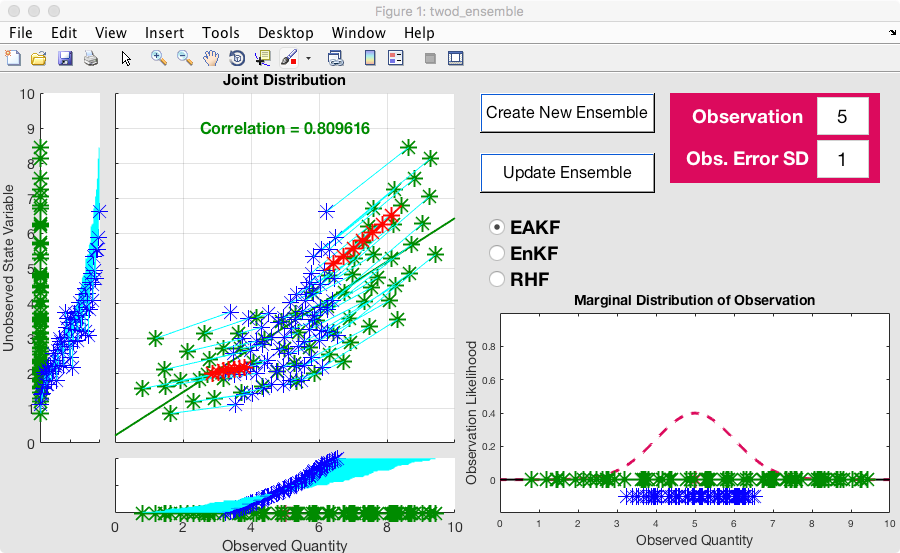 Figure 1: twod_ensemble
File Edit View Insert Tools Desktop Window Help
Joint Distribution
Correlation = 0.809616
Unobserved State Variable
10
9
8
7
6
5
4
3
2
1
0
0 2 4 6 8 10
Observed Quantity
Create New Ensemble
Update Ensemble
Observation 5
Obs. Error SD 1
EAKF
EnKF
RHF
Marginal Distribution of Observation
Observation Likelihood
0.8
0.6
0.4
0.2
0
0 1 2 3 4 5 6 7 8 9 10
Observed Quantity